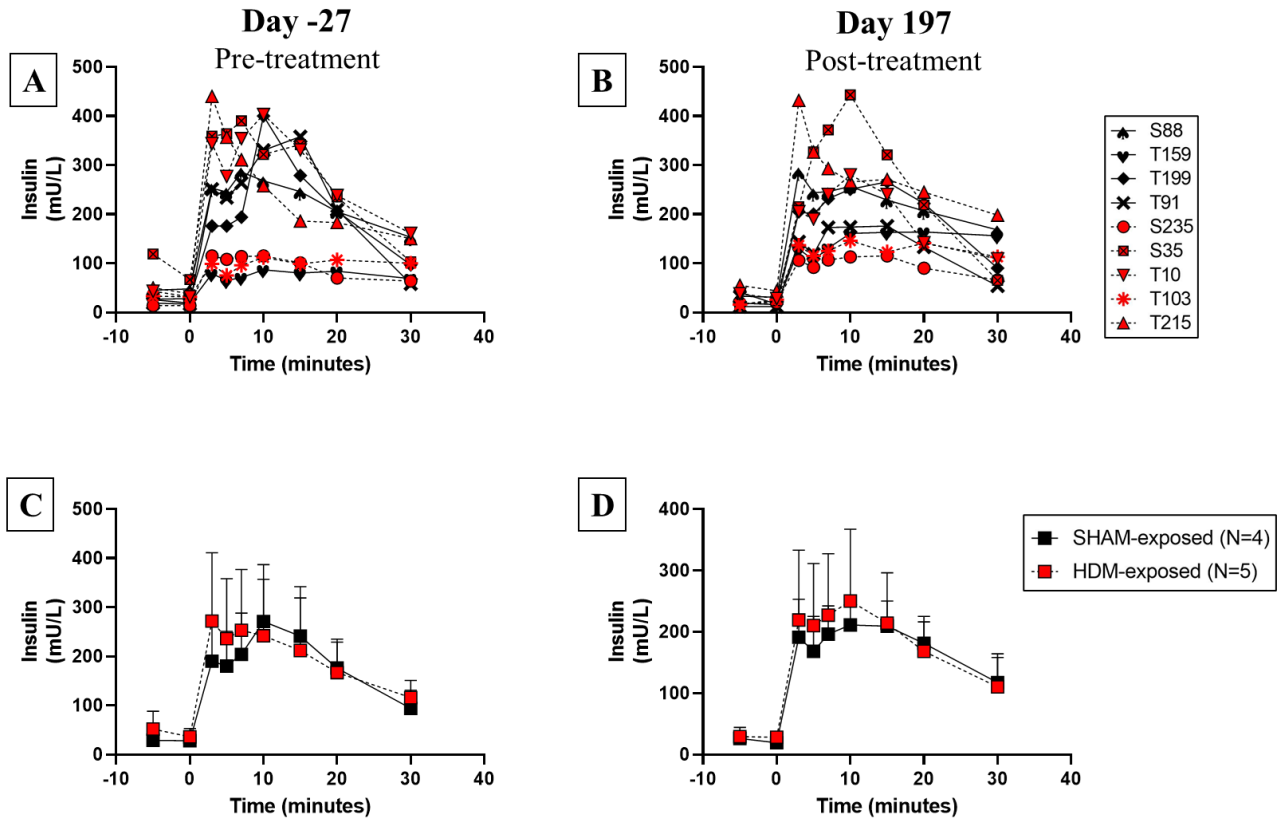 Day -27
Pre-treatment
Day 197
Post-treatment
A
500
400
300
200
100
0
Insulin
(mU/L)
-10 0 10 20 30 40
Time (minutes)
B
500
400
300
200
100
0
Insulin
(mU/L)
-10 0 10 20 30 40
Time (minutes)
S88
T159
T199
T91
S235
S35
T10
T103
T215
C
500
400
300
200
100
0
Insulin
(mU/L)
-10 0 10 20 30 40
Time (minutes)
D
400
300
200
100
0
Insulin
(mU/L)
-10 0 10 20 30 40
Time (minutes)
SHAM-exposed (N=4)
HDM-exposed (N=5)